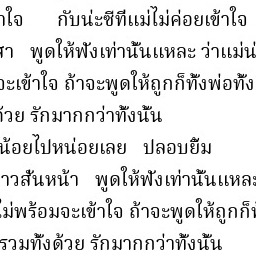 กับน่ะซีที่แม่ไม่ค่อยเข้าใจ
พูดให้ฟังเท่านั้นแหละ ว่าแม่น
จะเข้าใจ ถ้าจะพูดให้ถูกก็ทั้งพ่อทั้ง
ด้วย รักมากกว่าทั้งนั้น
น้อยไปหน่อยเลย ปลอบยิ้ม
าวสั่นหน้า พูดให้ฟังเท่านั้นแหละ
ไม่พร้อมจะเข้าใจ ถ้าจะพูดให้ถูกก็
รวมทั้งด้วย รักมากกว่าทั้งนั้น